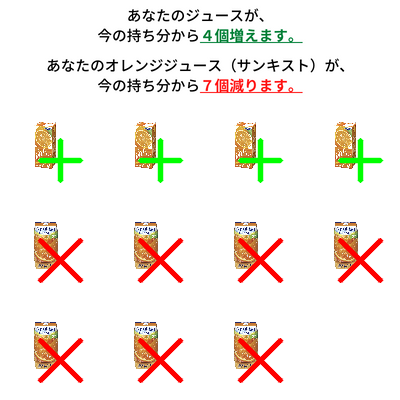 あなたのジュースが、
今の持ち分から４個増えます。
あなたのオレンジジュース（サンキスト）が、
今の持ち分から７個減ります。